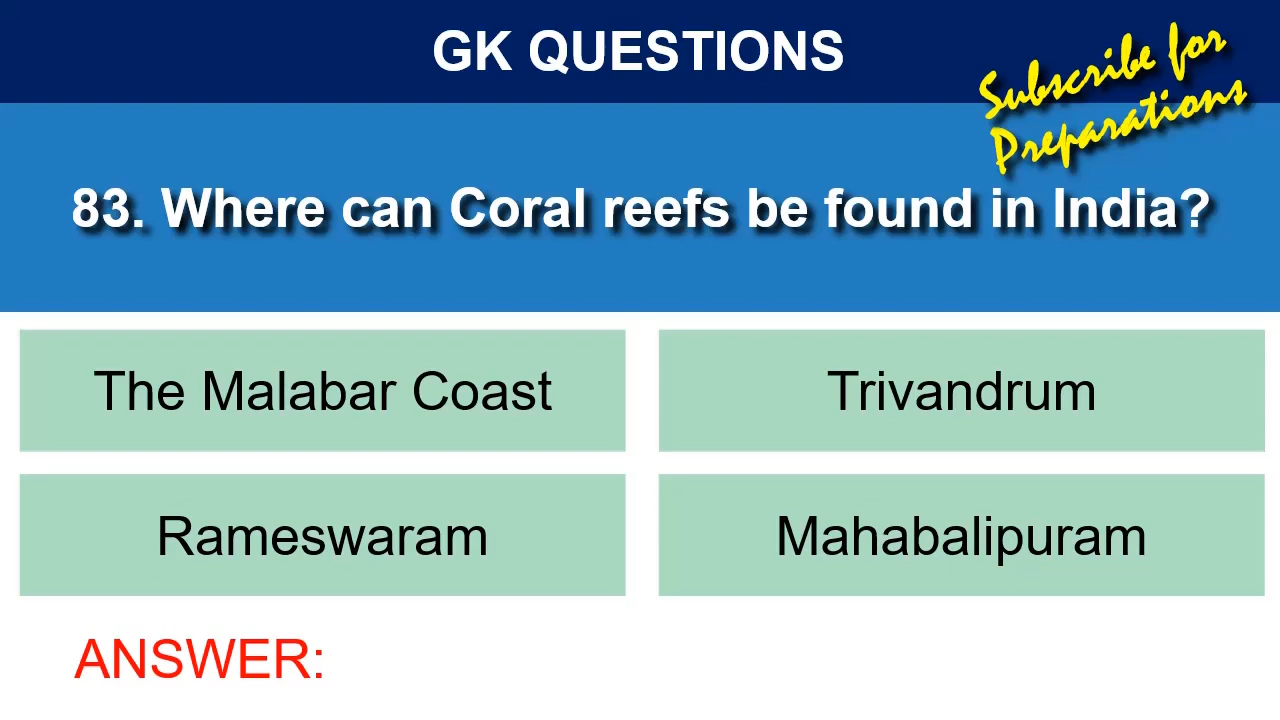 GK QUESTIONS
Subscribe for
Preparations
83. Where can Coral reefs be found in India?
The Malabar Coast
Trivandrum
Rameswaram
Mahabalipuram
ANSWER: